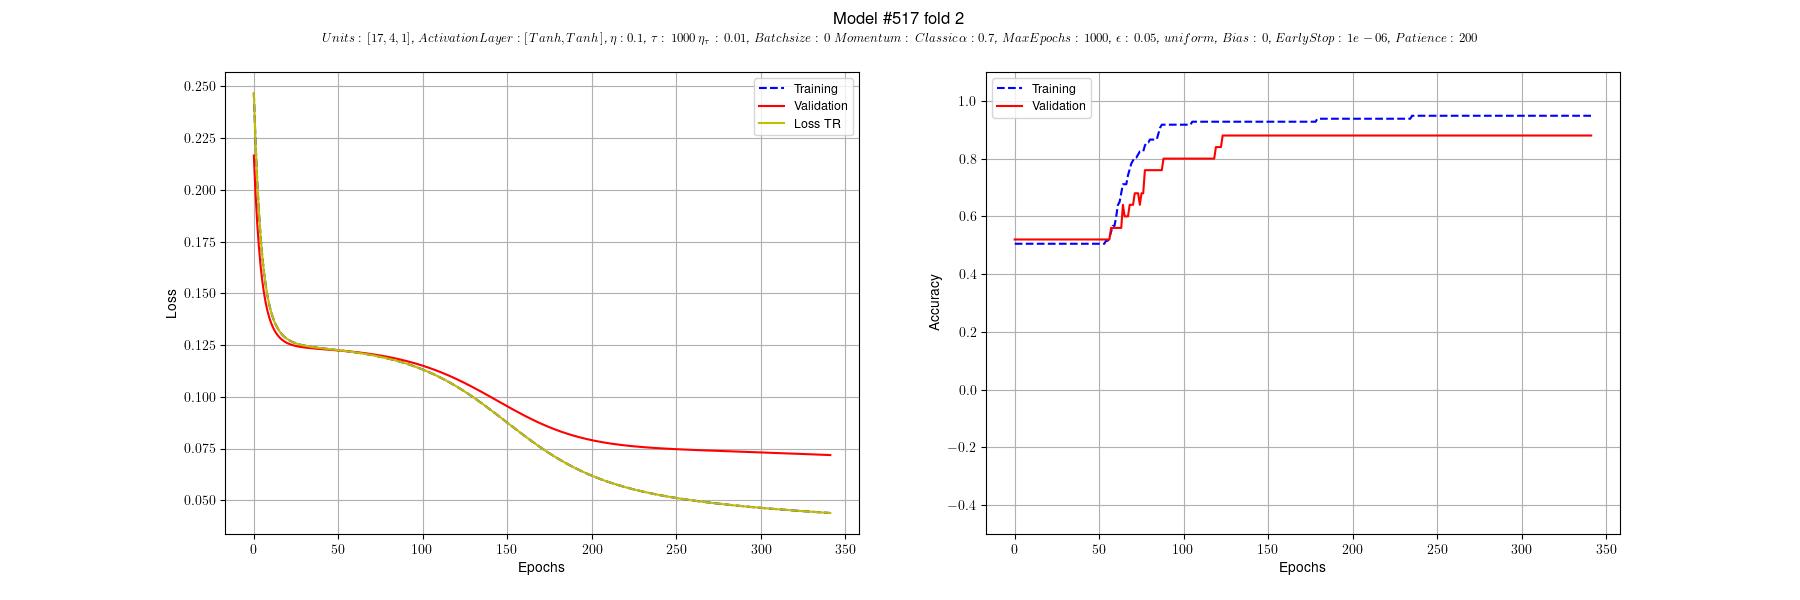 Model #517 fold 2
Units : [17, 4, 1], ActivationLayer : [Tanh, Tanh], η : 0.1, τ : 1000 ητ : 0.01, Batchsize : 0 Momentum : Classic α : 0.7, MaxEpochs : 1000, ϵ : 0.05, uniform, Bias : 0, EarlyStop : 1e − 06, Patience : 200
Training
Validation
Loss TR
0.250
0.225
0.200
0.175
0.150
0.125
0.100
0.075
0.050
Loss
0 50 100 150 200 250 300 350
Epochs
Training
Validation
1.0
0.8
0.6
0.4
0.2
0.0
−0.2
−0.4
Accuracy
0 50 100 150 200 250 300 350
Epochs